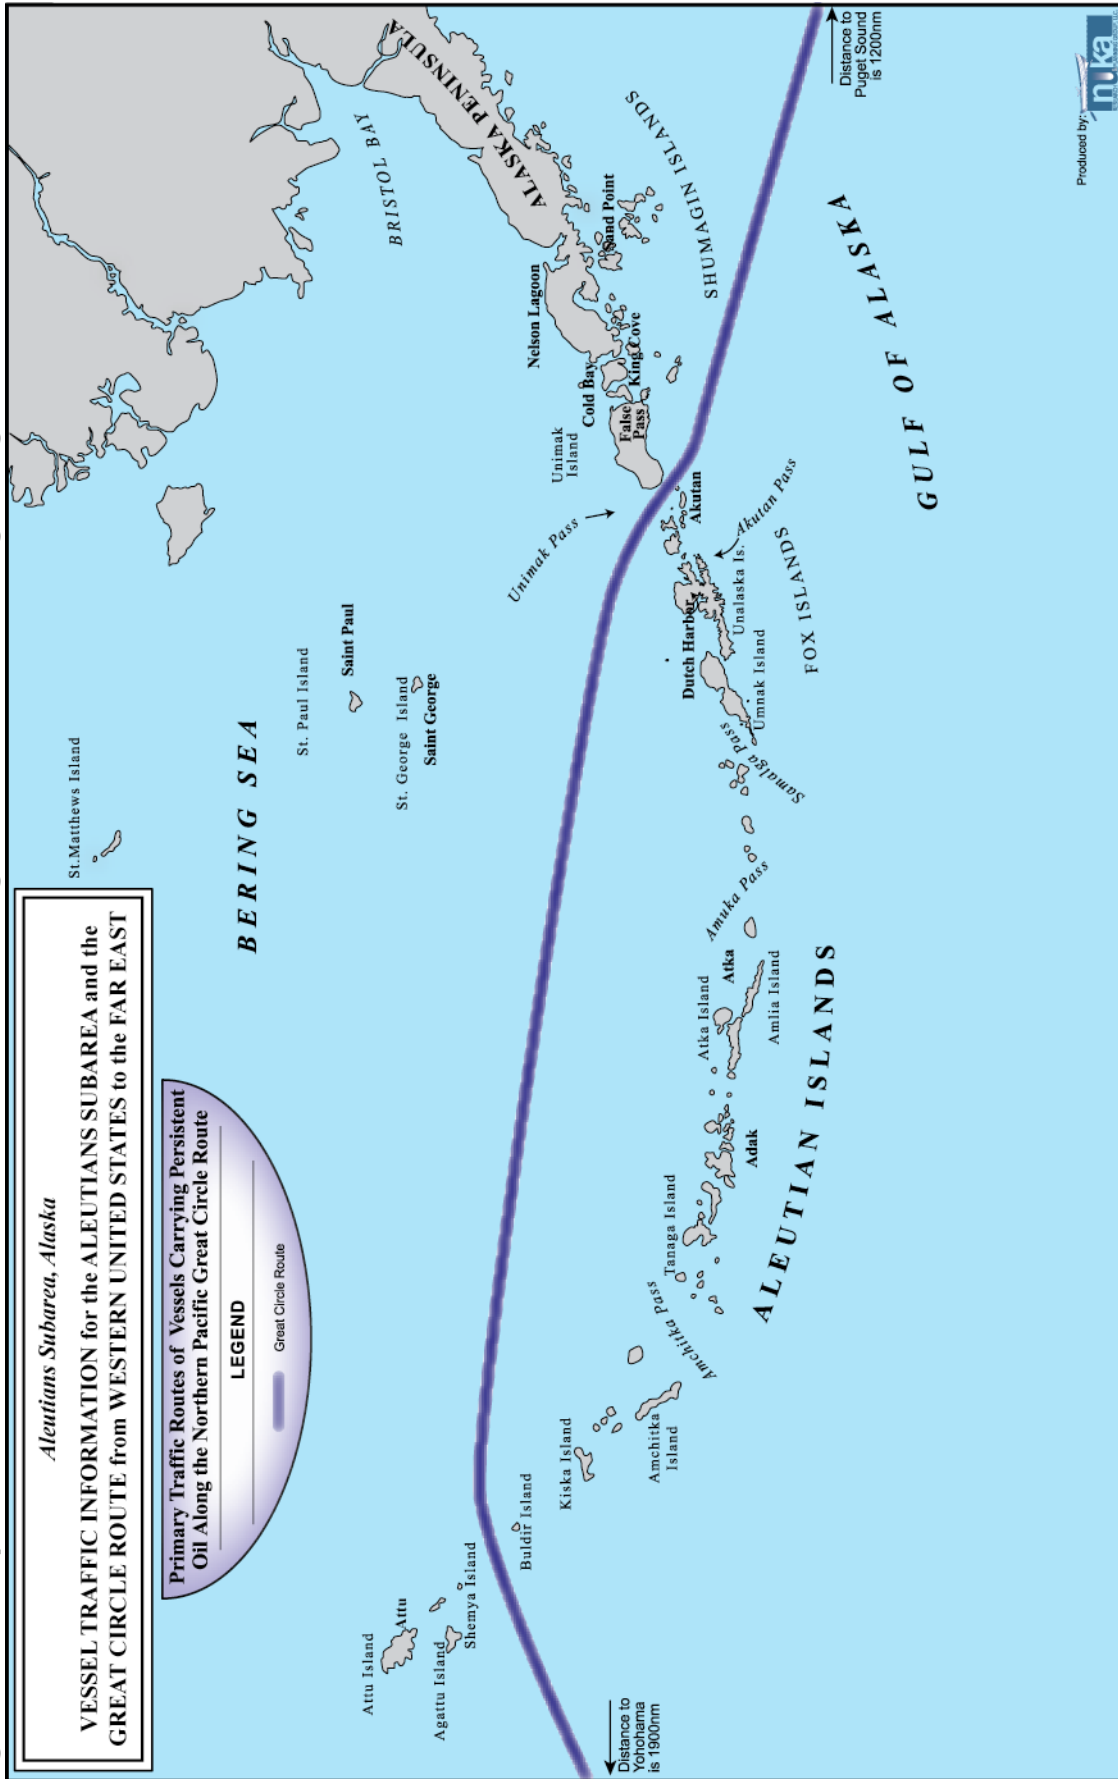 Aleutians Subarea, Alaska
VESSEL TRAFFIC INFORMATION for the ALEUTIANS SUBAREA and the
GREAT CIRCLE ROUTE from WESTERN UNITED STATES to the FAR EAST
Primary Traffic Routes of Vessels Carrying Persistent
Oil Along the Northern Pacific Great Circle Route
LEGEND
Great Circle Route
St.Matthews Island
BERING SEA
St. Paul Island
Saint Paul
St. George Island
Saint George
BRISTOL BAY
ALASKA PENINSULA
Nelson Lagoon
Sand Point
SHUMAGIN ISLANDS
Cold Bay
King Cove
Unimak
Island
False
Pass
Unimak Pass
Akutan
Akutan Pass
Dutch Harbor
Unalaska Is.
FOX ISLANDS
Umnak Island
Samalga Pass
Amuka Pass
Atka Island
Atka
Amlia Island
Adak
Tanaga Island
ALEUTIAN ISLANDS
Amchitka Pass
Amchitka
Island
Kiska Island
Buldir Island
Shemya Island
Agattu Island
Attu Island
Attu
GULF OF ALASKA
Distance to
Yohohama
is 1900nm
Distance to
Puget Sound
is 1200nm
Produced by:
nuka